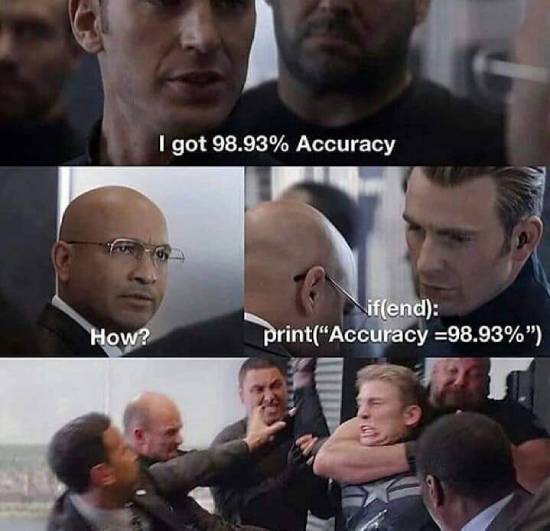 I got 98.93% Accuracy
How?
if(end):
print(“Accuracy =98.93%”)